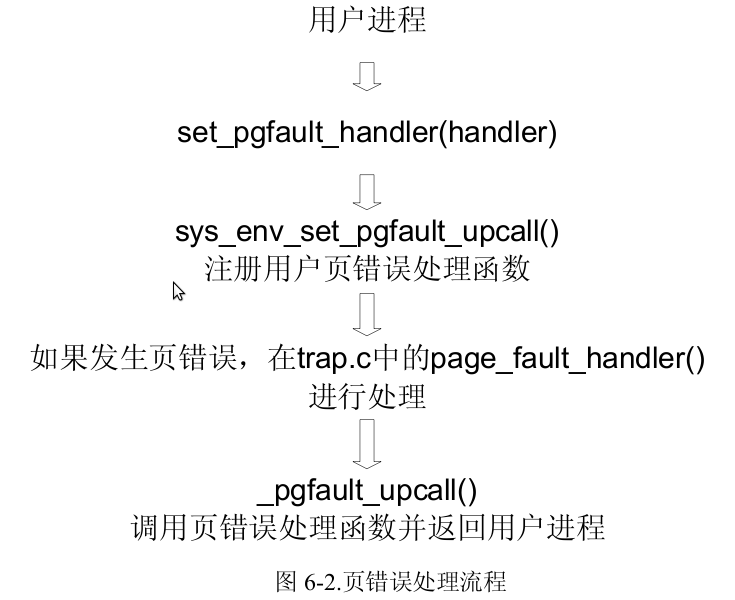 用户进程
set_pgfault_handler(handler)
sys_env_set_pgfault_upcall()
注册用户页错误处理函数
如果发生页错误，在trap.c中的page_fault_handler()
进行处理
_pgfault_upcall()
调用页错误处理函数并返回用户进程
图 6-2.页错误处理流程